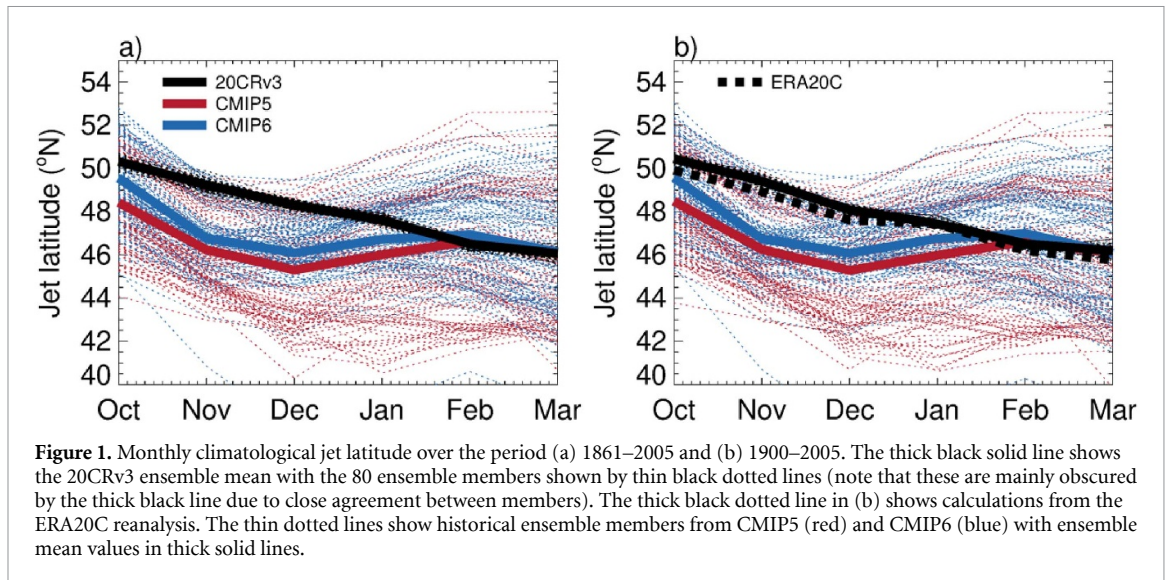 a)
54
52
50
48
46
44
42
40
Jet latitude (°N)
20CRv3
CMIP5
CMIP6
Oct Nov Dec Jan Feb Mar
b)
54
52
50
48
46
44
42
40
Jet latitude (°N)
ERA20C
Oct Nov Dec Jan Feb Mar
Figure 1. Monthly climatological jet latitude over the period (a) 1861–2005 and (b) 1900–2005. The thick black solid line shows
the 20CRv3 ensemble mean with the 80 ensemble members shown by thin black dotted lines (note that these are mainly obscured
by the thick black line due to close agreement between members). The thick black dotted line in (b) shows calculations from the
ERA20C reanalysis. The thin dotted lines show historical ensemble members from CMIP5 (red) and CMIP6 (blue) with ensemble
mean values in thick solid lines.